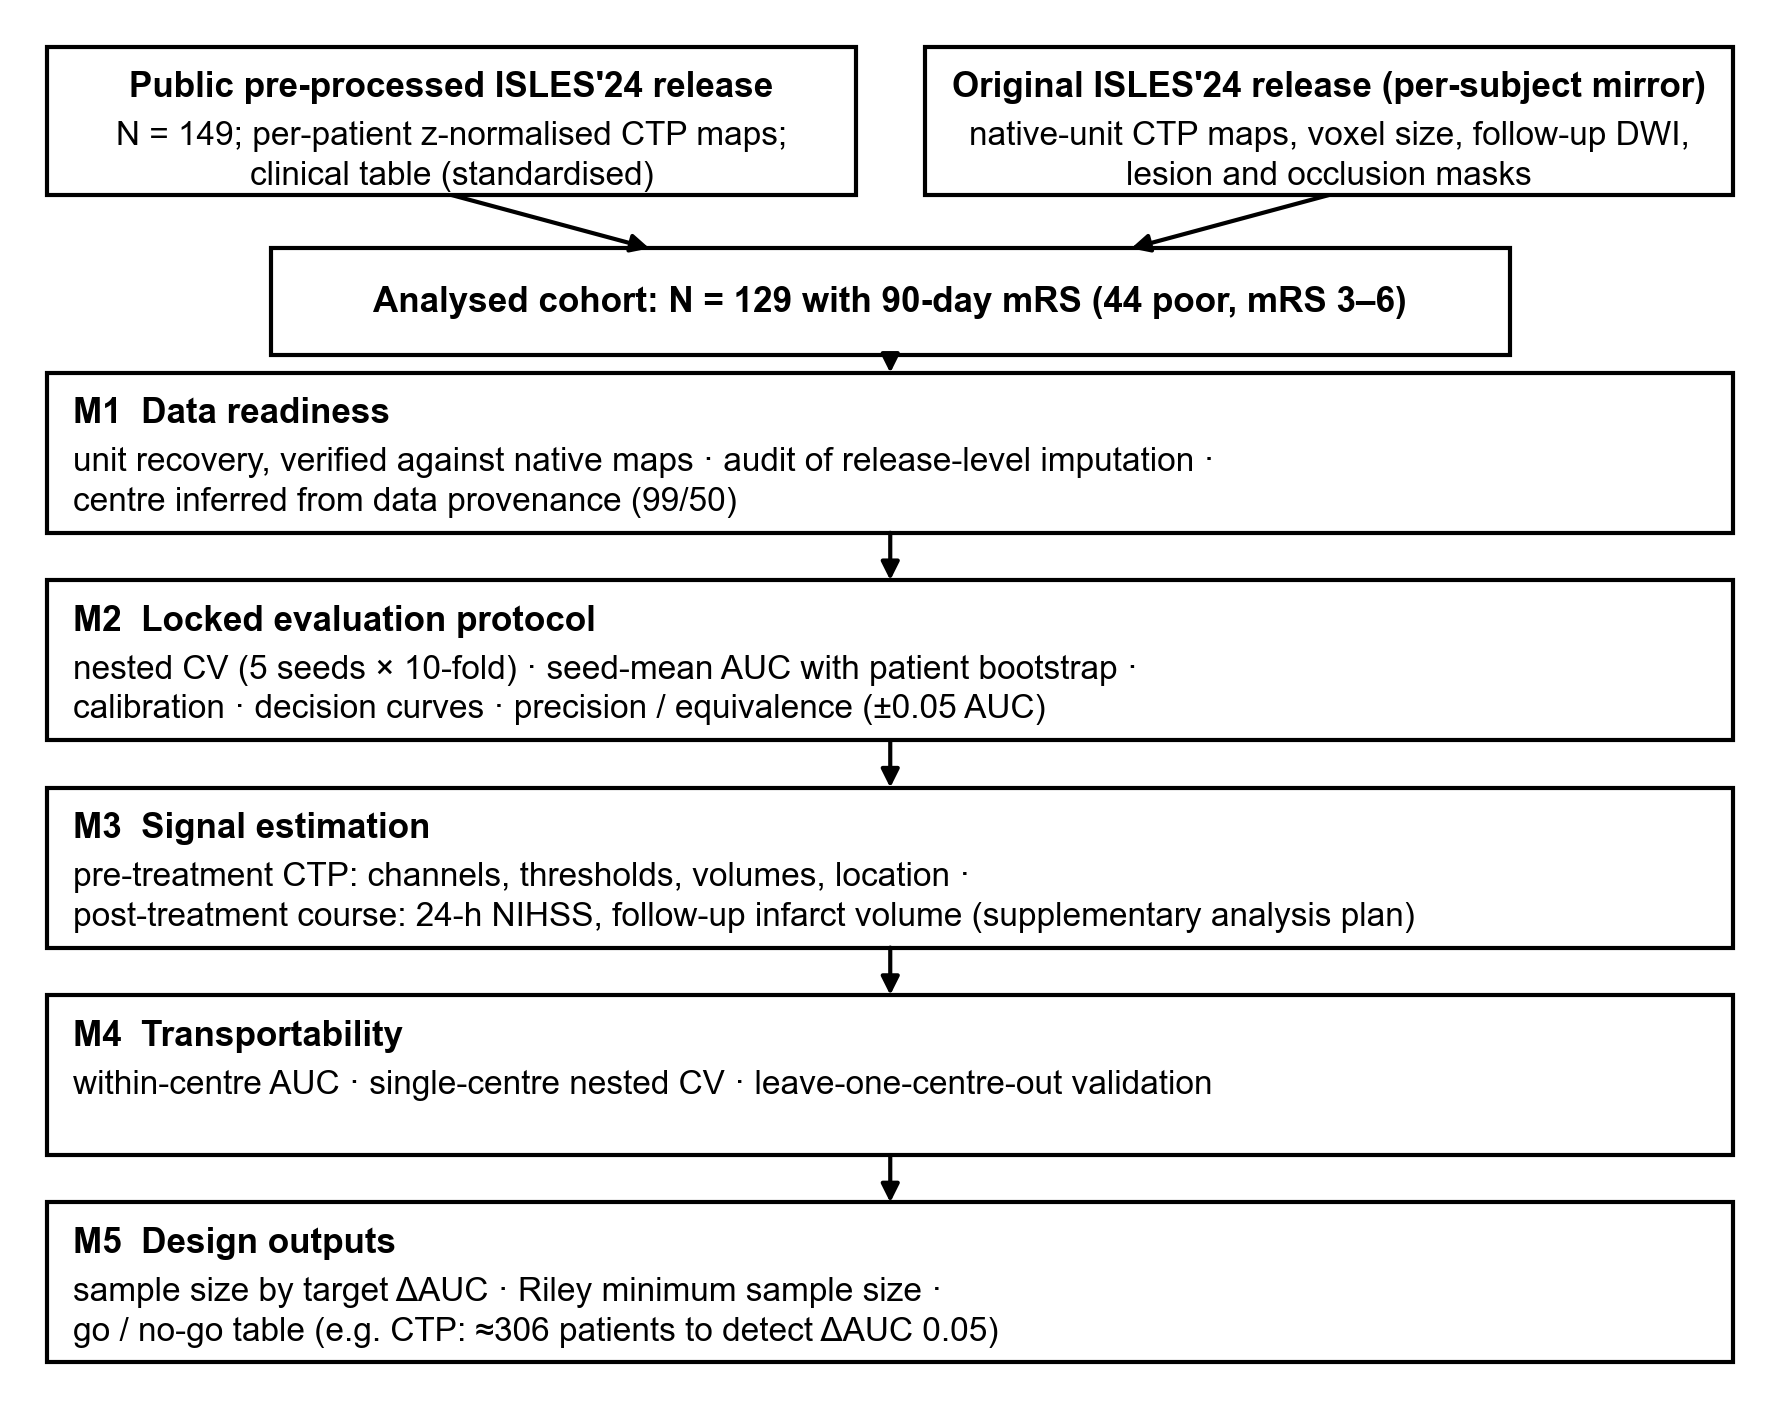 Public pre-processed ISLES'24 release
N = 149; per-patient z-normalised CTP maps;
clinical table (standardised)
Original ISLES'24 release (per-subject mirror)
native-unit CTP maps, voxel size, follow-up DWI,
lesion and occlusion masks
Analysed cohort: N = 129 with 90-day mRS (44 poor, mRS 3–6)
M1 Data readiness
unit recovery, verified against native maps · audit of release-level imputation ·
centre inferred from data provenance (99/50)
M2 Locked evaluation protocol
nested CV (5 seeds × 10-fold) · seed-mean AUC with patient bootstrap ·
calibration · decision curves · precision / equivalence (±0.05 AUC)
M3 Signal estimation
pre-treatment CTP: channels, thresholds, volumes, location ·
post-treatment course: 24-h NIHSS, follow-up infarct volume (supplementary analysis plan)
M4 Transportability
within-centre AUC · single-centre nested CV · leave-one-centre-out validation
M5 Design outputs
sample size by target ΔAUC · Riley minimum sample size ·
go / no-go table (e.g. CTP: ≈306 patients to detect ΔAUC 0.05)